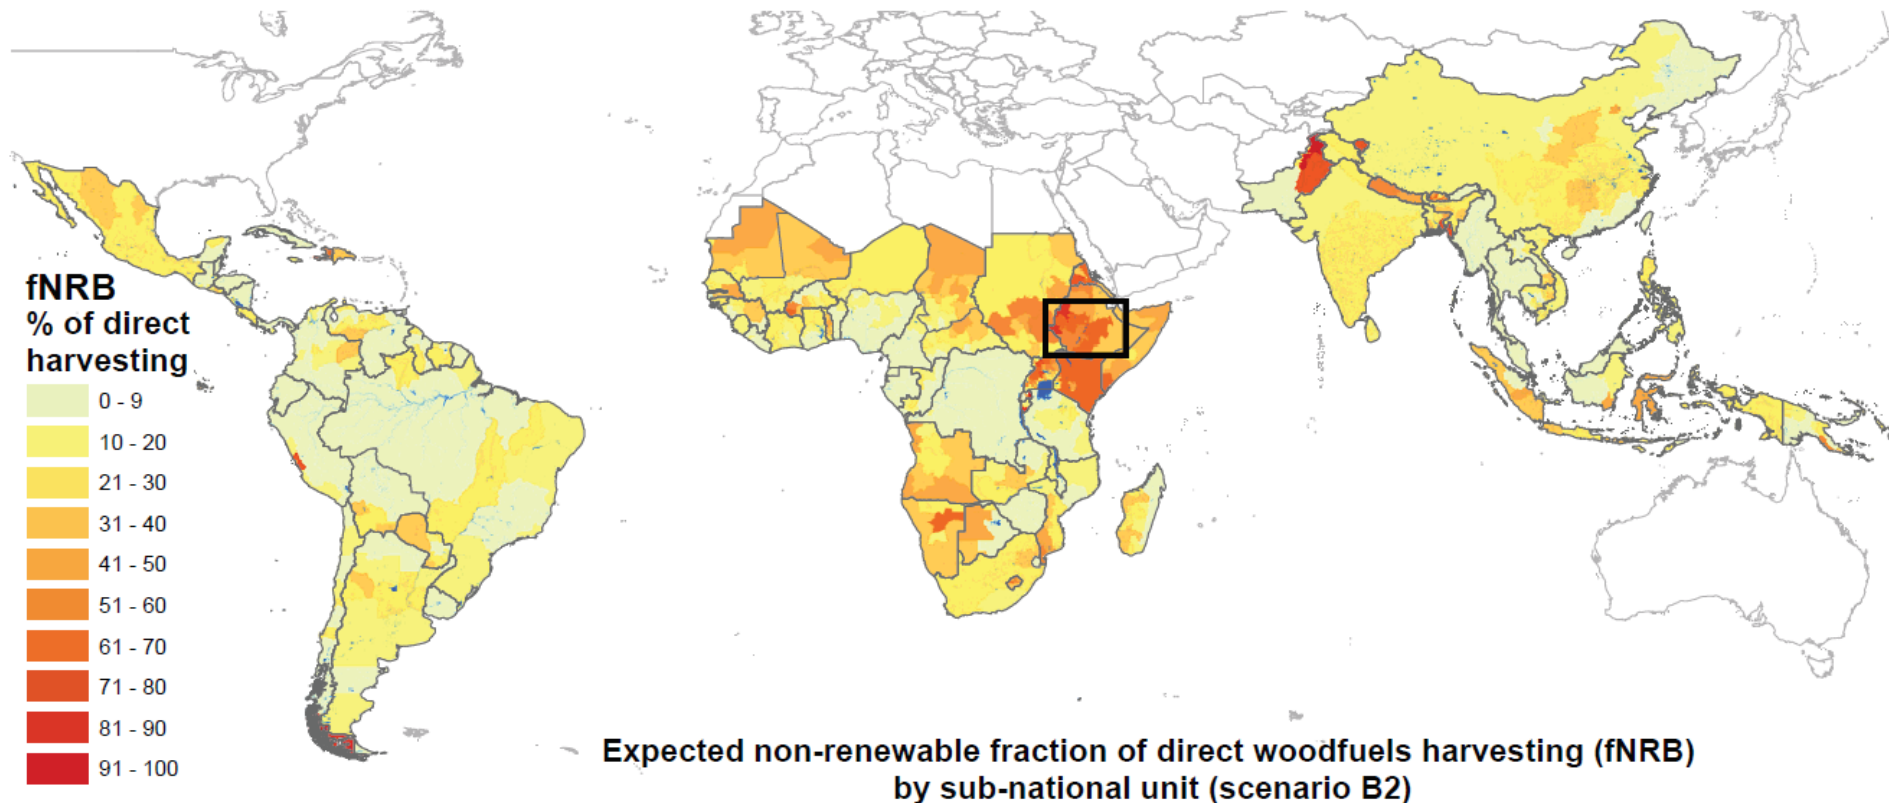 fNRB
% of direct
harvesting
0 - 9
10 - 20
21 - 30
31 - 40
41 - 50
51 - 60
61 - 70
71 - 80
81 - 90
91 - 100
Expected non-renewable fraction of direct woodfuels harvesting (fNRB)
by sub-national unit (scenario B2)